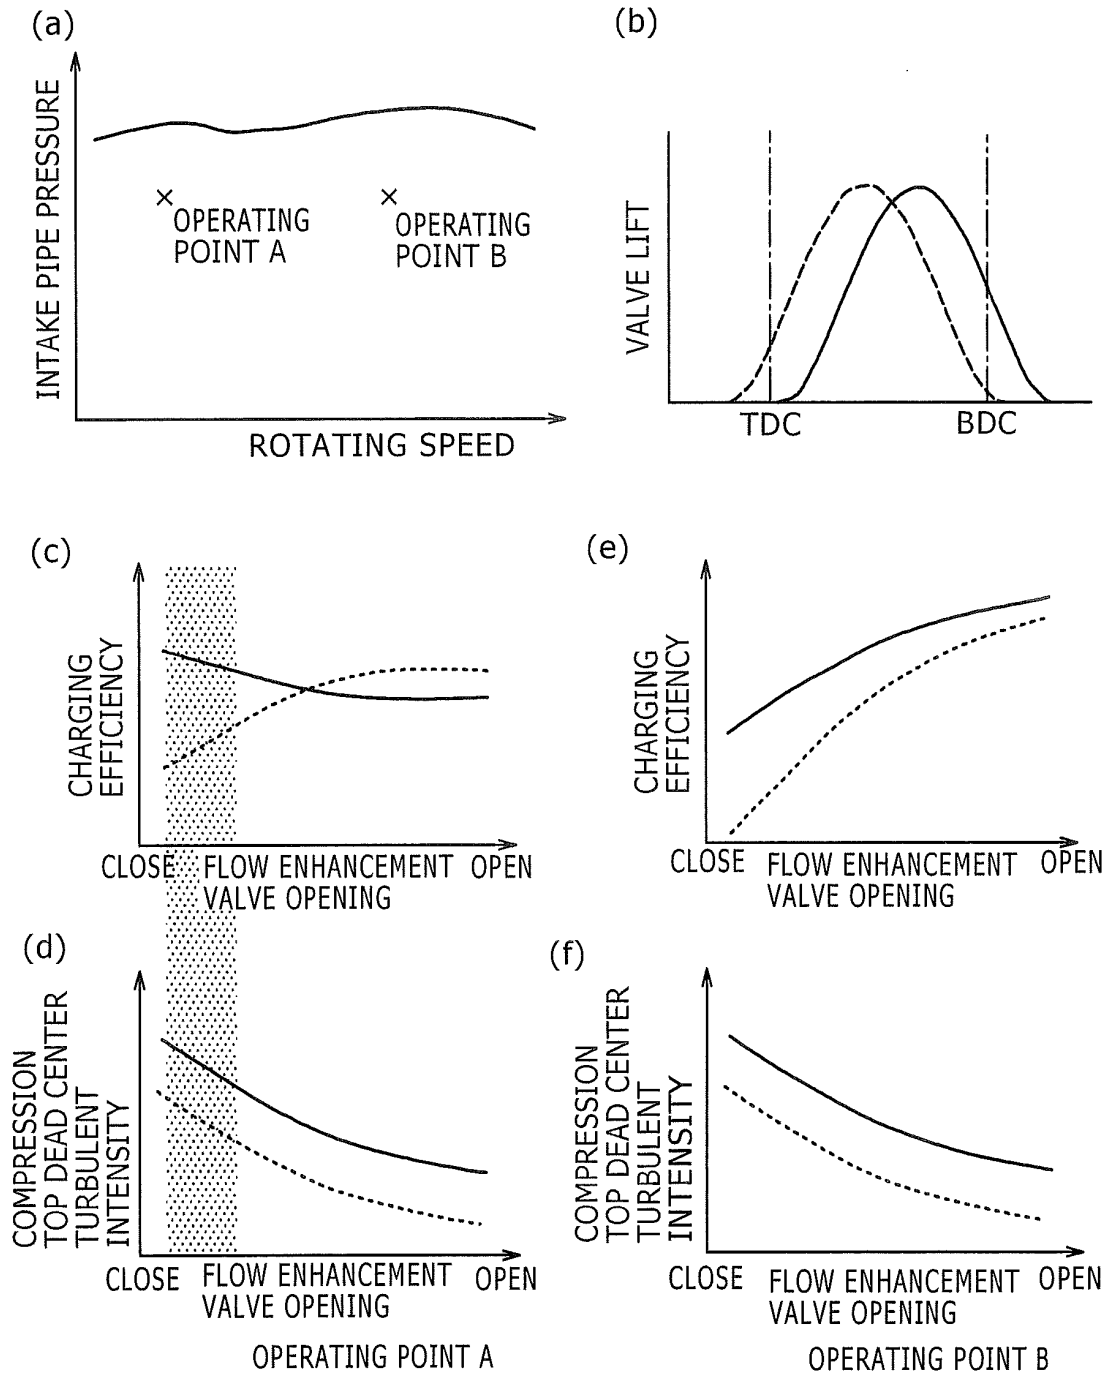 (a)
INTAKE PIPE PRESSURE
OPERATING
POINT A
OPERATING
POINT B
ROTATING SPEED
(b)
VALVE LIFT
TDC
BDC
(c)
CHARGING
EFFICIENCY
CLOSE
FLOW ENHANCEMENT
VALVE OPENING
OPEN
(e)
CHARGING
EFFICIENCY
CLOSE
FLOW ENHANCEMENT
VALVE OPENING
OPEN
(d)
COMPRESSION
TOP DEAD CENTER
TURBULENT
INTENSITY
CLOSE
FLOW ENHANCEMENT
VALVE OPENING
OPEN
OPERATING POINT A
(f)
COMPRESSION
TOP DEAD CENTER
TURBULENT
INTENSITY
CLOSE
FLOW ENHANCEMENT
VALVE OPENING
OPEN
OPERATING POINT B